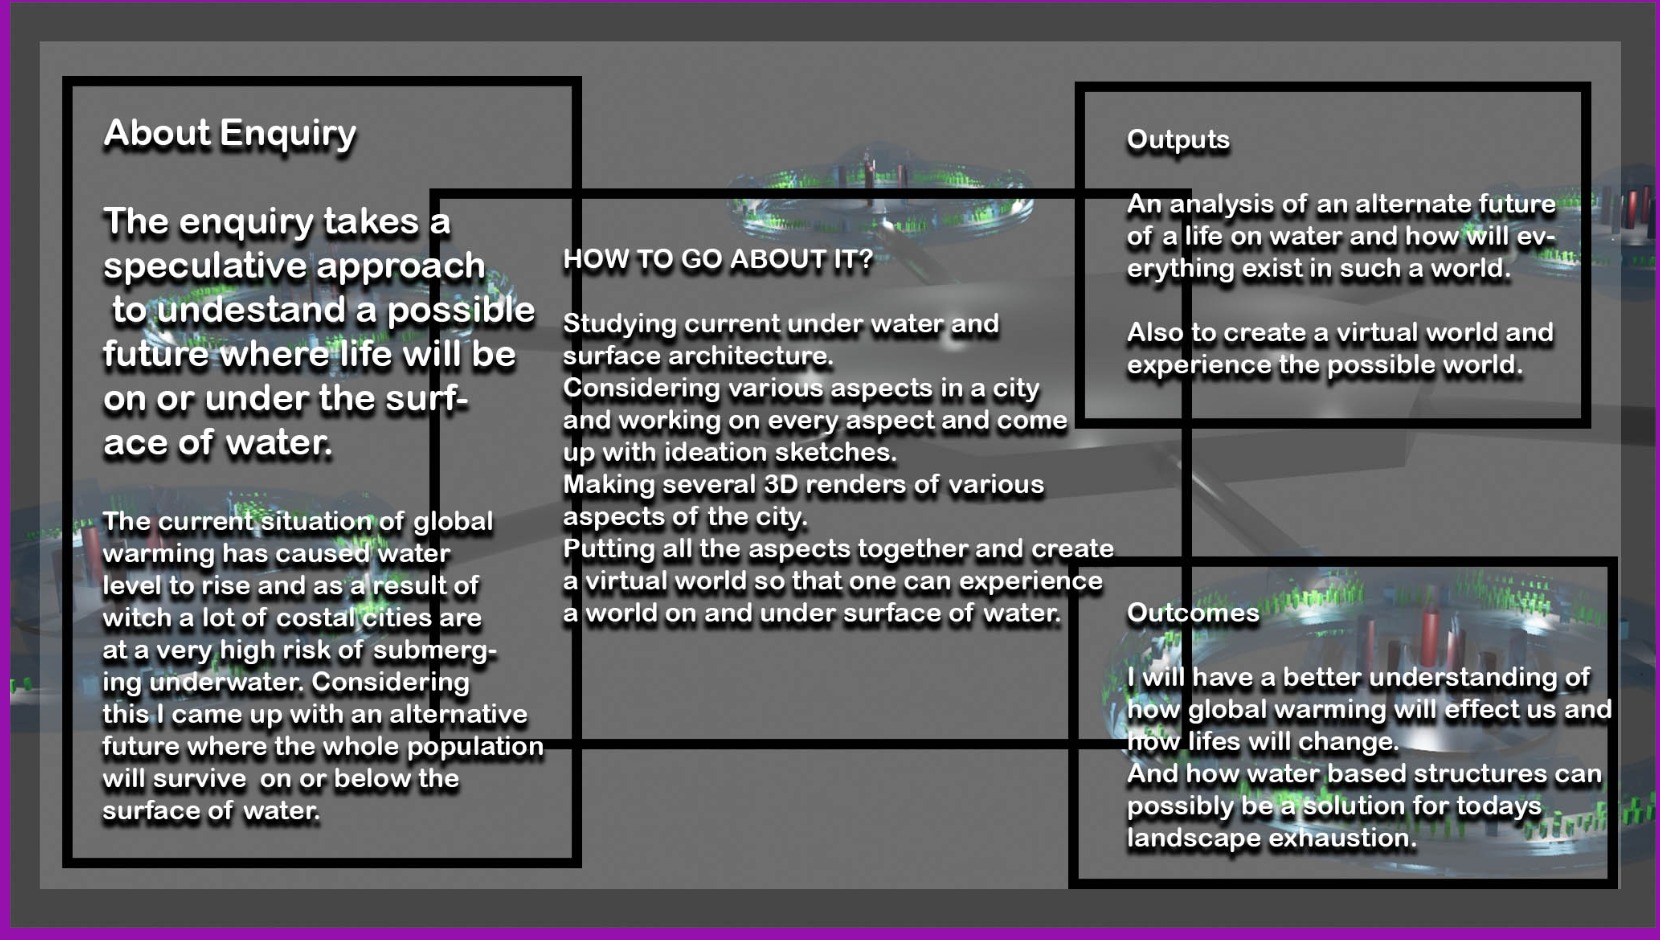 About Enquiry
The enquiry takes a
speculative approach
to undestand a possible
future where life will be
on or under the surf-
ace of water.
The current situation of global
warming has caused water
level to rise and as a result of
witch a lot of costal cities are
at a very high risk of submerg-
ing underwater. Considering
this I came up with an alternative
future where the whole population
will survive on or below the
surface of water.
HOW TO GO ABOUT IT?
Studying current under water and
surface architecture.
Considering various aspects in a city
and working on every aspect and come
up with ideation sketches.
Making several 3D renders of various
aspects of the city.
Putting all the aspects together and create
a virtual world so that one can experience
a world on and under surface of water.
Outputs
An analysis of an alternate future
of a life on water and how will ev-
erything exist in such a world.
Also to create a virtual world and
experience the possible world.
Outcomes
I will have a better understanding of
how global warming will effect us and
how lifes will change.
And how water based structures can
possibly be a solution for todays
landscape exhaustion.